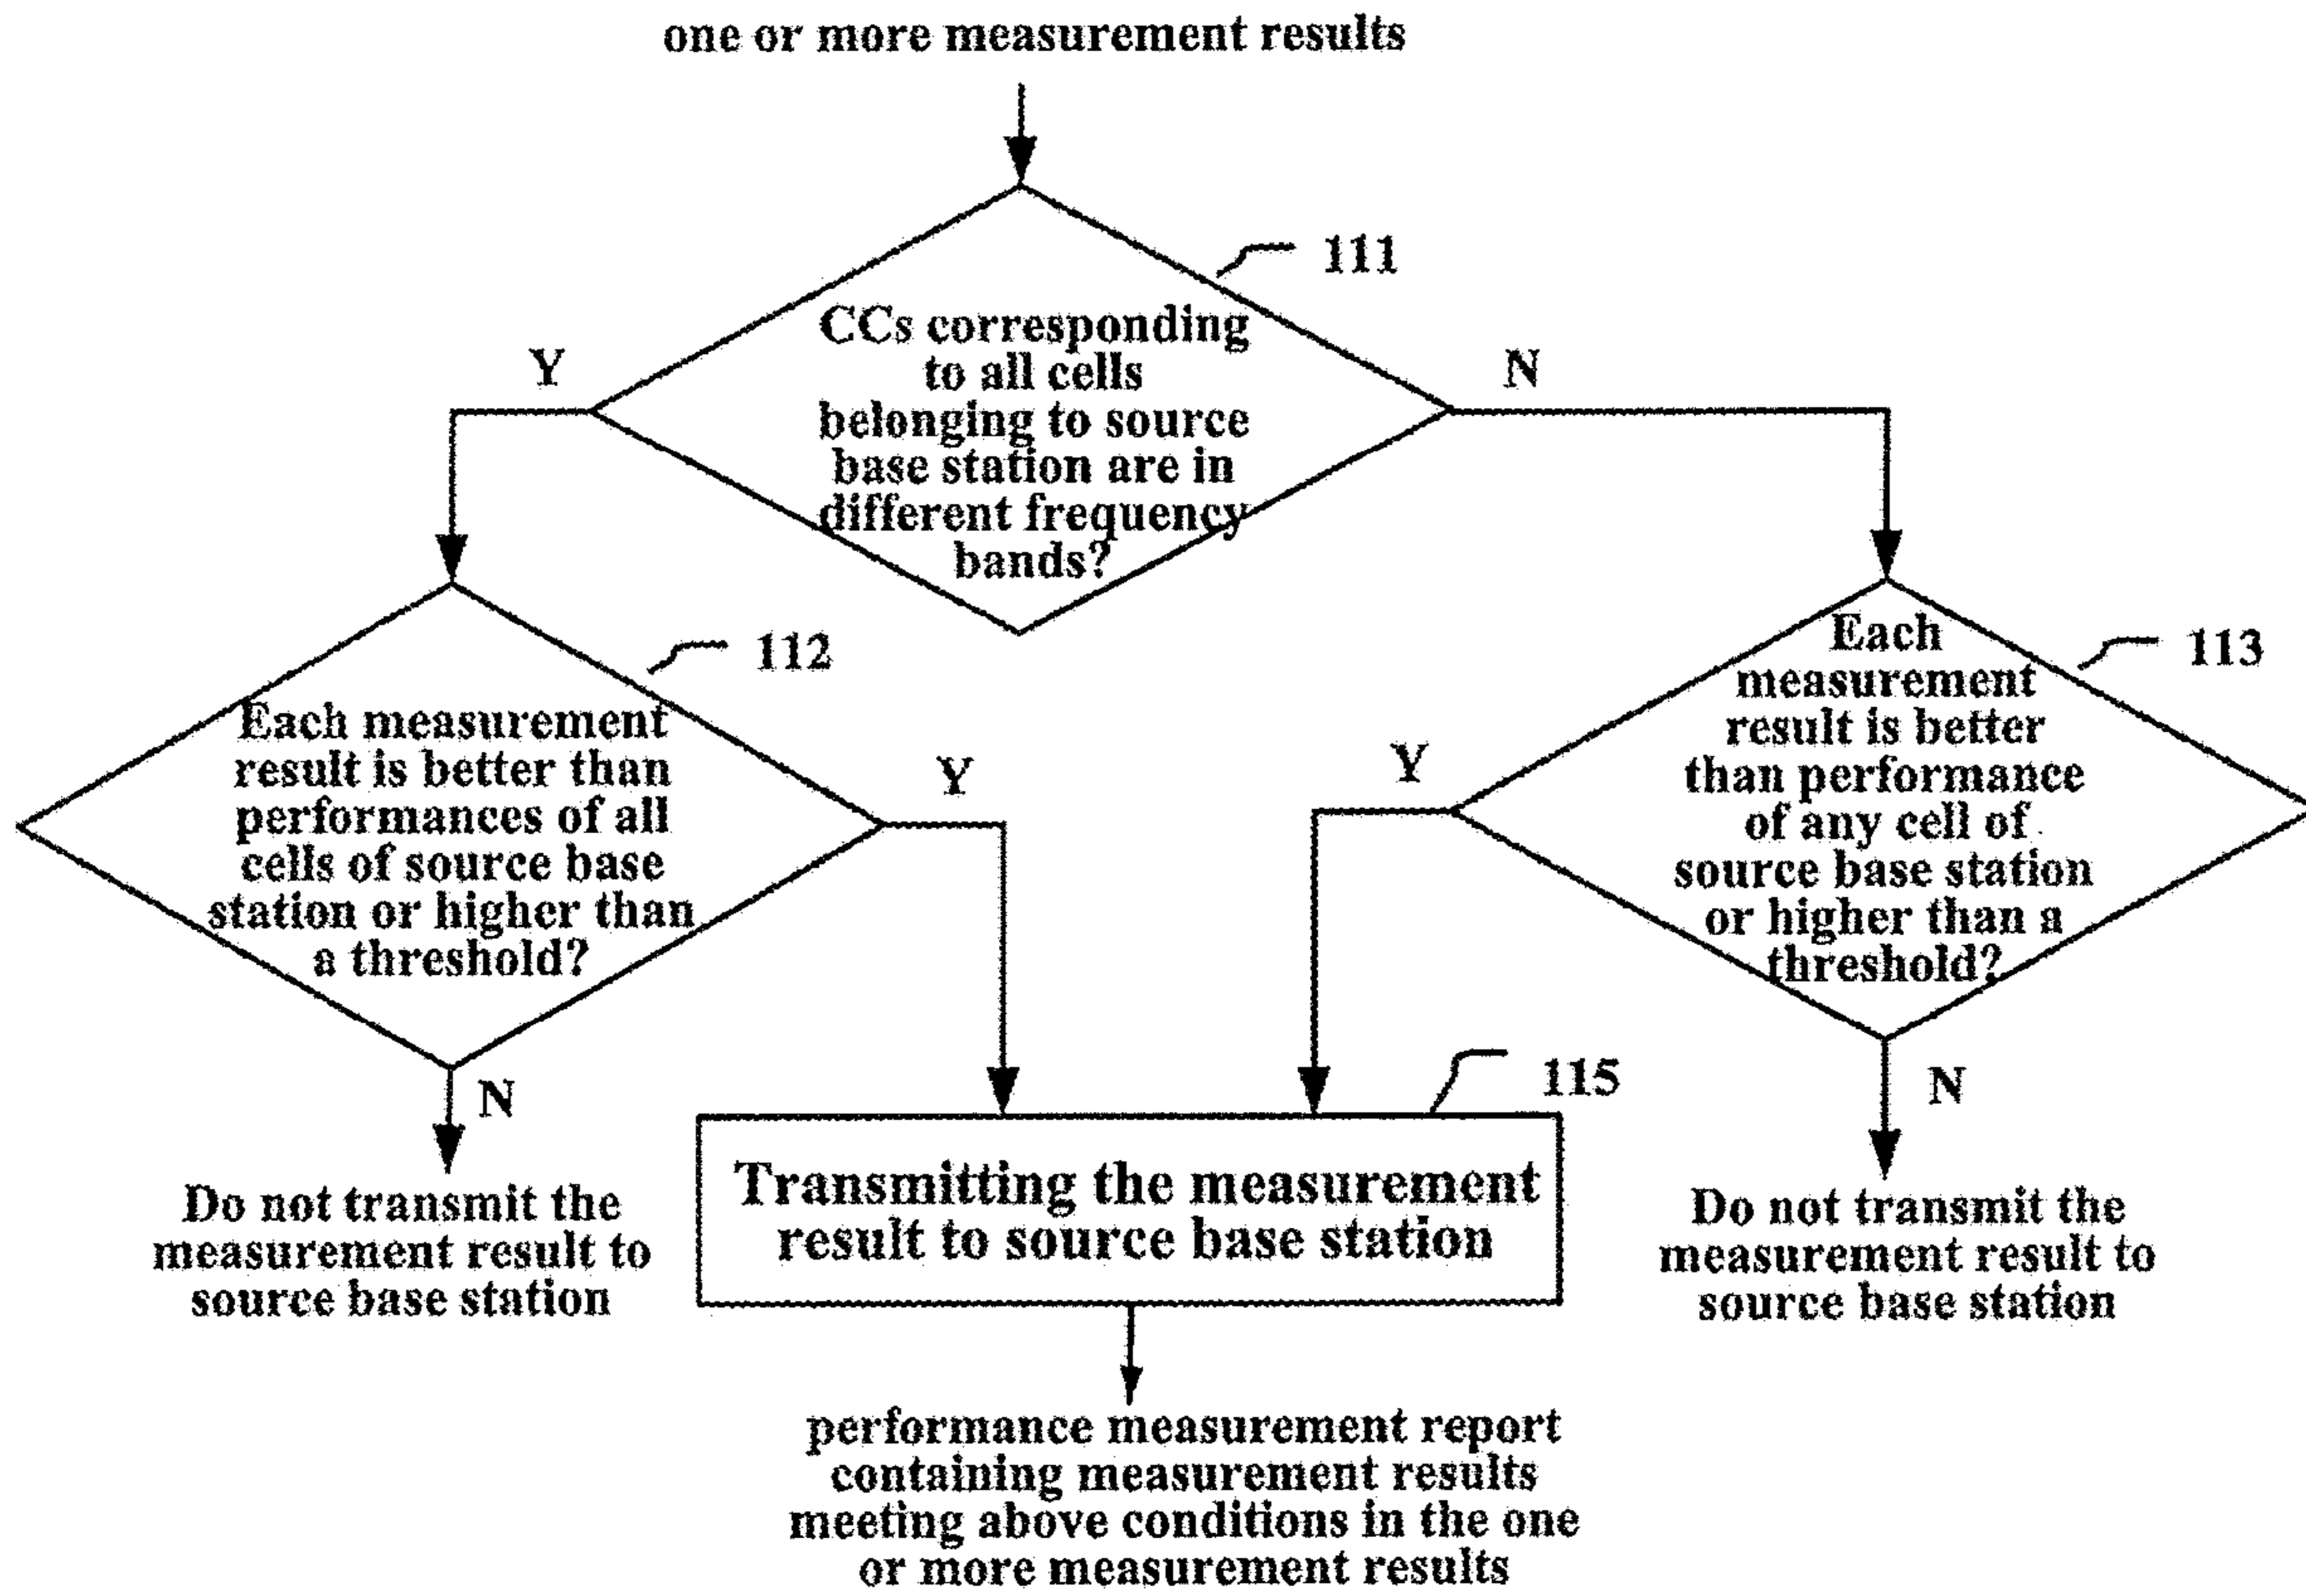 one or more measurement results
111
CCs corresponding
to all cells
belonging to source
base station are in
different frequency
bands?
Y
N
112
Each measurement
result is better than
performances of all
cells of source base
station or higher than
a threshold?
Y
N
113
Each
measurement
result is better
than performance
of any cell of
source base station
or higher than a
threshold?
Y
N
Do not transmit the
measurement result to
source base station
115
Transmitting the measurement
result to source base station
Do not transmit the
measurement result to
source base station
performance measurement report
containing measurement results
meeting above conditions in the one
or more measurement results